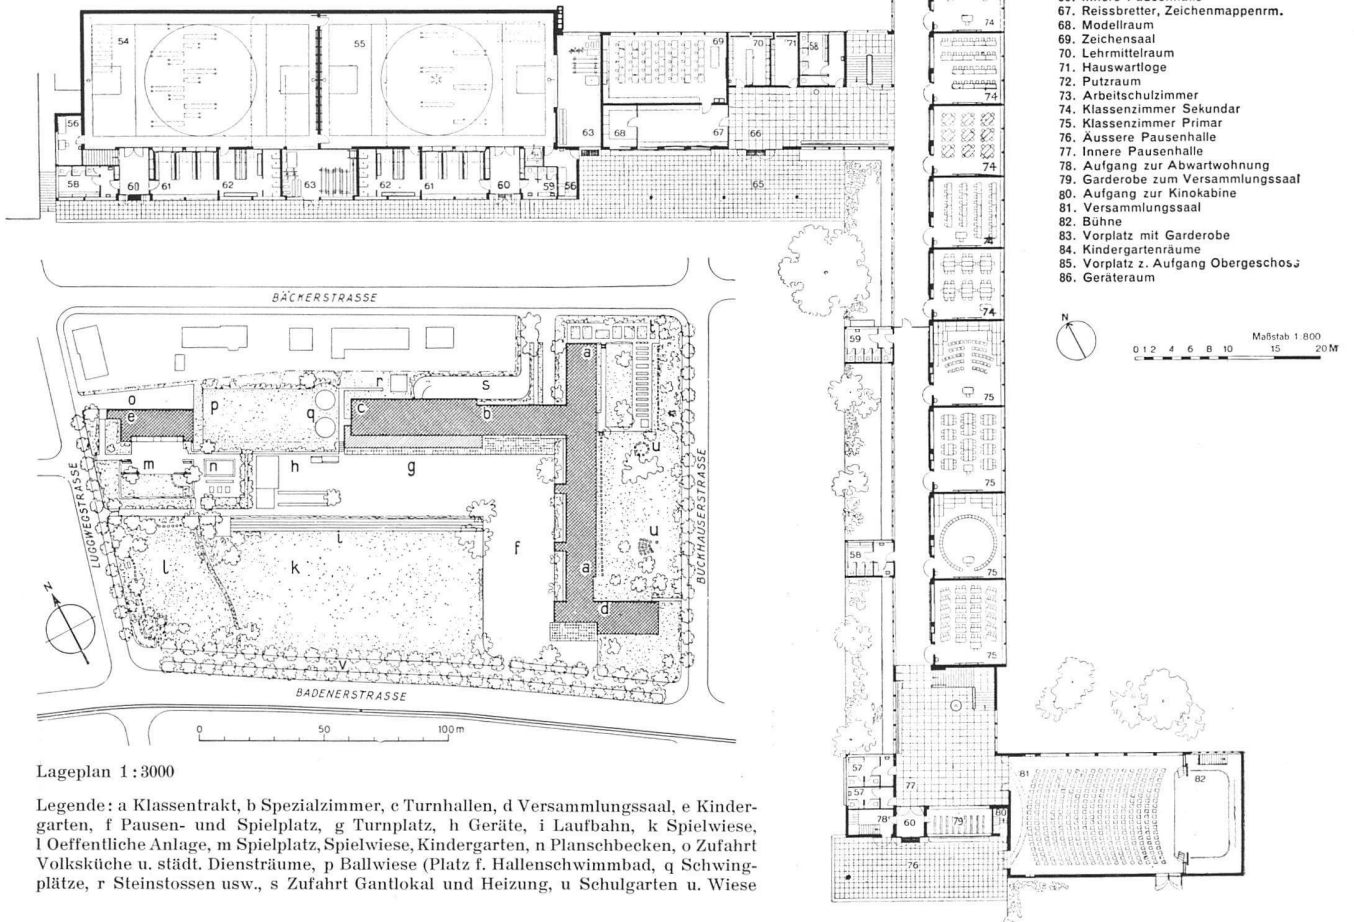 67. Reissbretter, Zeichenmappenrm.
68. Modellraum
69. Zeichensaal
70. Lehrmittelraum
71. Hauswartloge
72. Putzraum
73. Arbeitschulzimmer
74. Klassenzimmer Sekundar
75. Klassenzimmer Primar
76. Äussere Pausenhalle
77. Innere Pausenhalle
78. Aufgang zur Abwartwohnung
79. Garderobe zum Versammlungssaal
80. Aufgang zur Kinokabine
81. Versammlungssaal
82. Bühne
83. Vorplatz mit Garderobe
84. Kindergartenräume
85. Vorplatz z. Aufgang Obergeschoss
86. Geräteraum
N
Maßstab 1:800
0 1 2 4 6 8 10 15 20 M
54
55
56
58
60
61
62
63
62
61
60
59
56
63
69
68
67
70
71
58
66
65
74
74
74
74
74
75
75
75
75
59
58
57
57
77
78
60
79
80
76
81
82
BÄCKERSTRASSE
LUGGWEGSTRASSE
BUCKHAUSERSTRASSE
BADENERSTRASSE
a
r
s
o
p
q
c
b
e
m
n
h
g
u
i
l
k
f
a
u
d
v
N
0 50 100 m
Lageplan 1:3000
Legende: a Klassentrakt, b Spezialzimmer, c Turnhallen, d Versammlungssaal, e Kinder-
garten, f Pausen- und Spielplatz, g Turnplatz, h Geräte, i Laufbahn, k Spielwiese,
l Oeffentliche Anlage, m Spielplatz, Spielwiese, Kindergarten, n Planschbecken, o Zufahrt
Volksküche u. städt. Diensträume, p Ballwiese (Platz f. Hallenschwimmbad, q Schwing-
plätze, r Steinstossen usw., s Zufahrt Gantlokal und Heizung, u Schulgarten u. Wiese